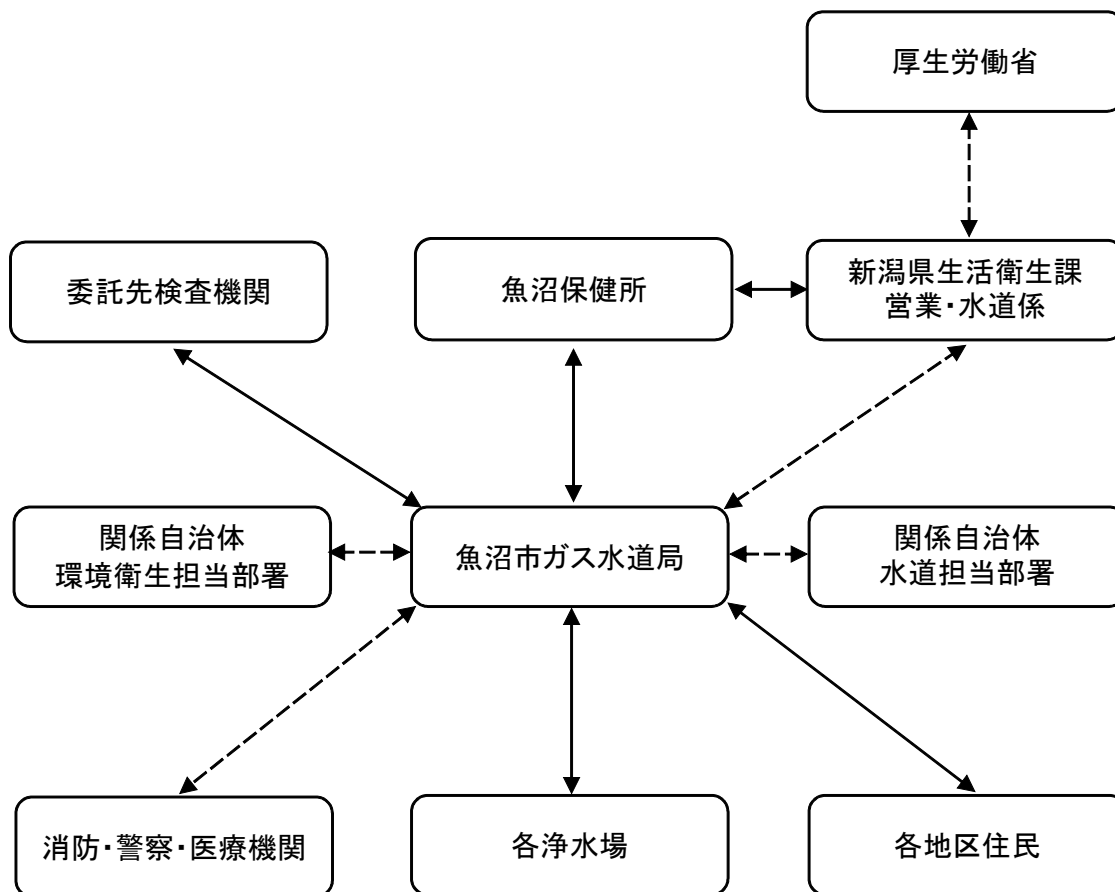 厚生労働省
委託先検査機関
魚沼保健所
新潟県生活衛生課
営業・水道係
関係自治体
環境衛生担当部署
魚沼市ガス水道局
関係自治体
水道担当部署
消防・警察・医療機関
各浄水場
各地区住民